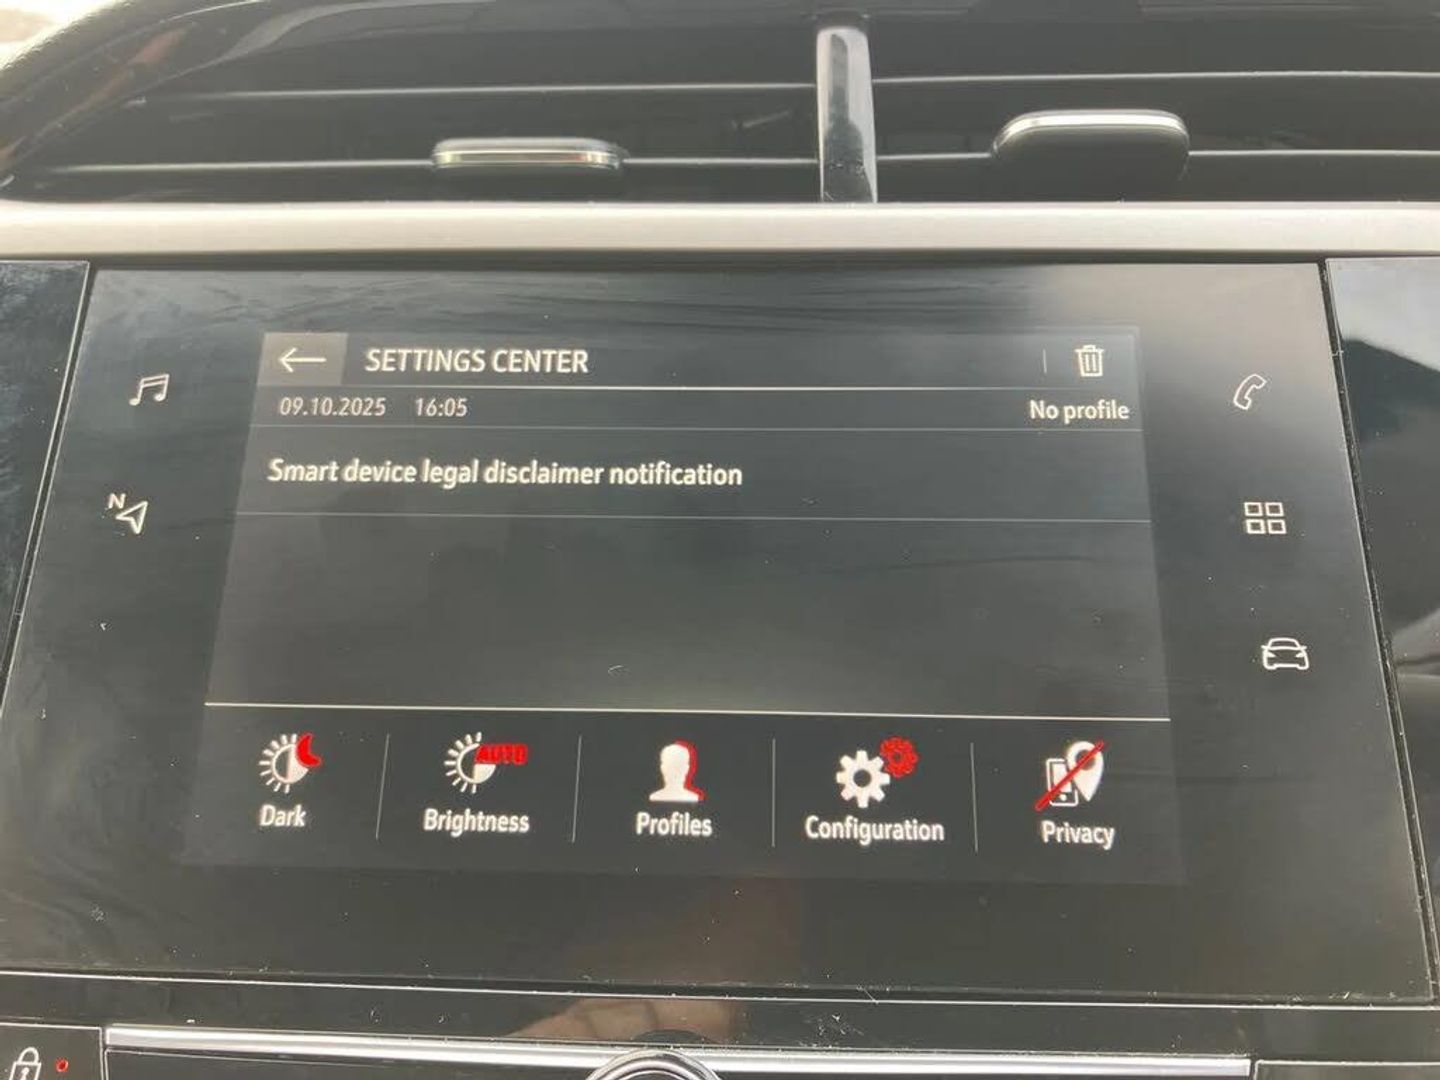 SETTINGS CENTER
09.10.2025 16:05 No profile
Smart device legal disclaimer notification
N
AUTO
Dark Brightness Profiles Configuration Privacy